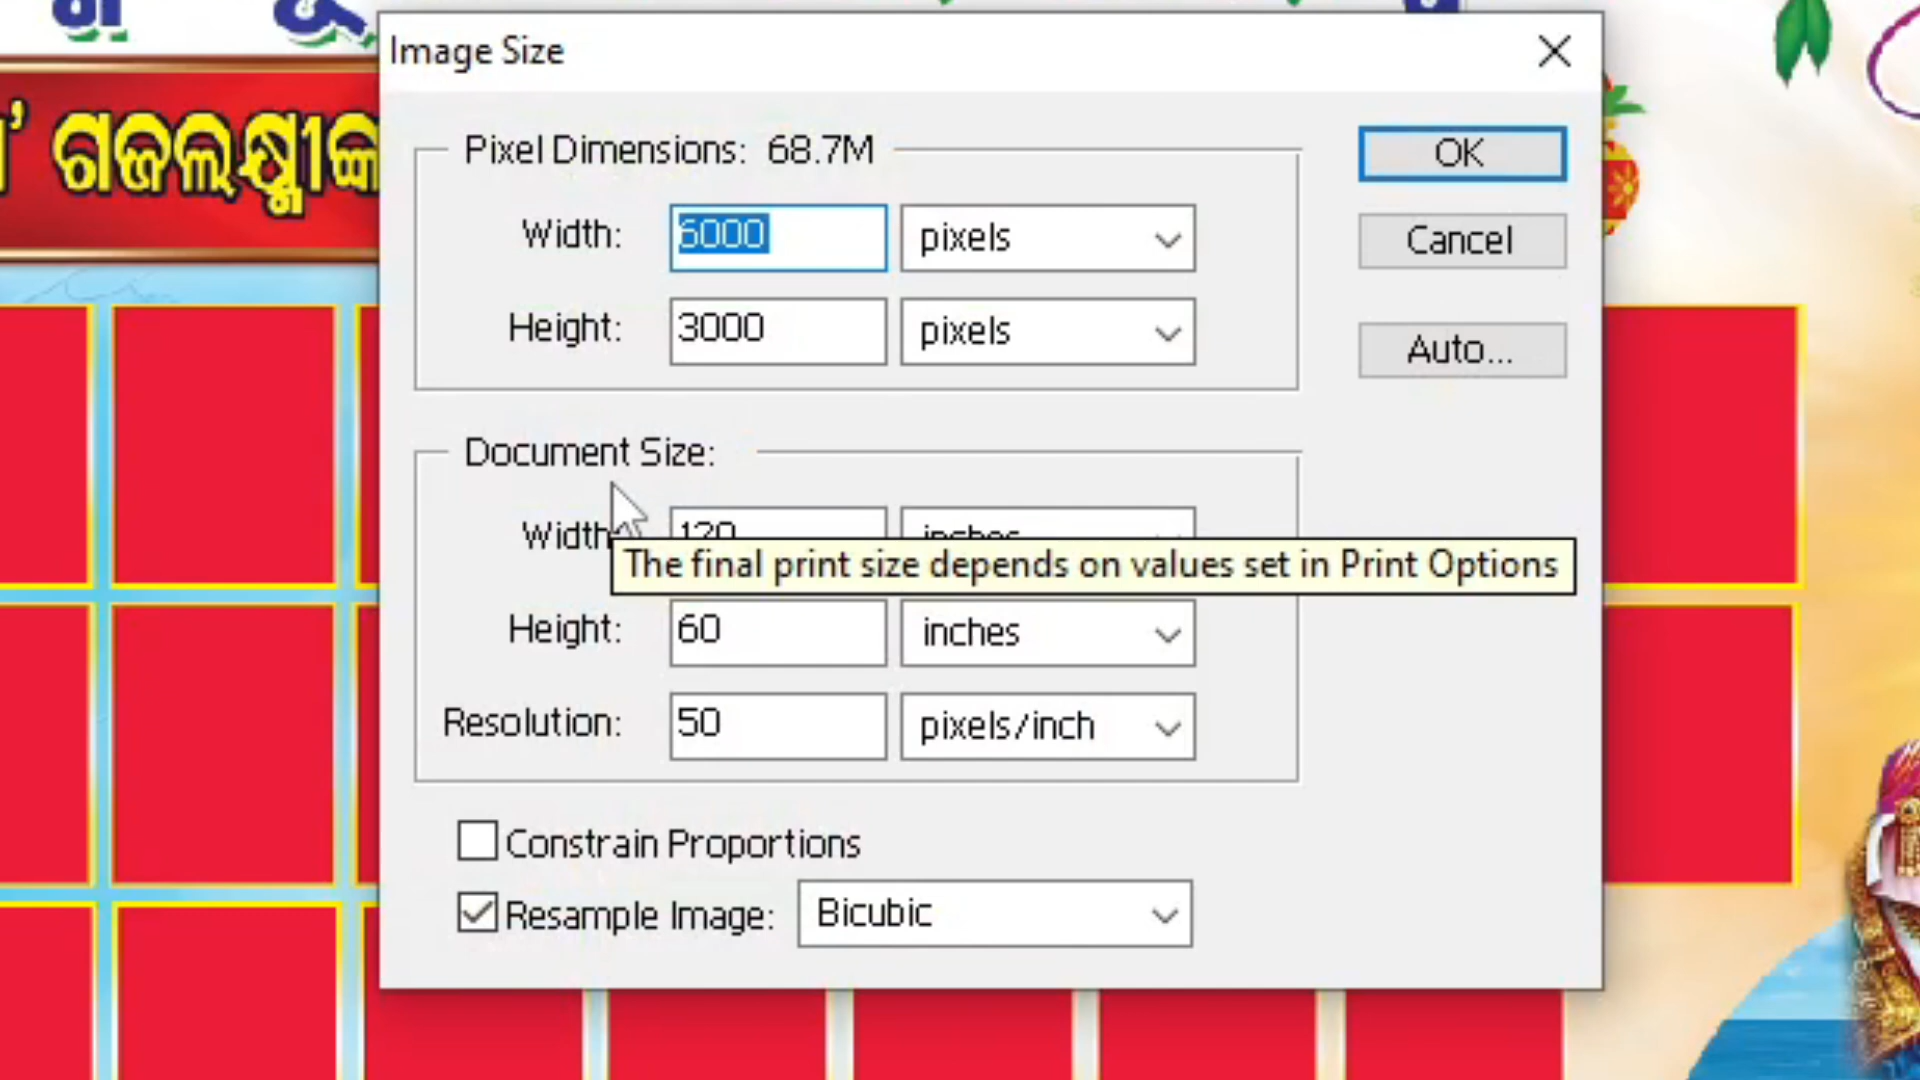 Image Size
ଗଜଲକ୍ଷ୍ମୀଙ୍କ
Pixel Dimensions: 68.7M
OK
Width: 6000 pixels
Cancel
Height: 3000 pixels
Auto...
Document Size:
Width: 120 inches
The final print size depends on values set in Print Options
Height: 60 inches
Resolution: 50 pixels/inch
Constrain Proportions
Resample Image: Bicubic